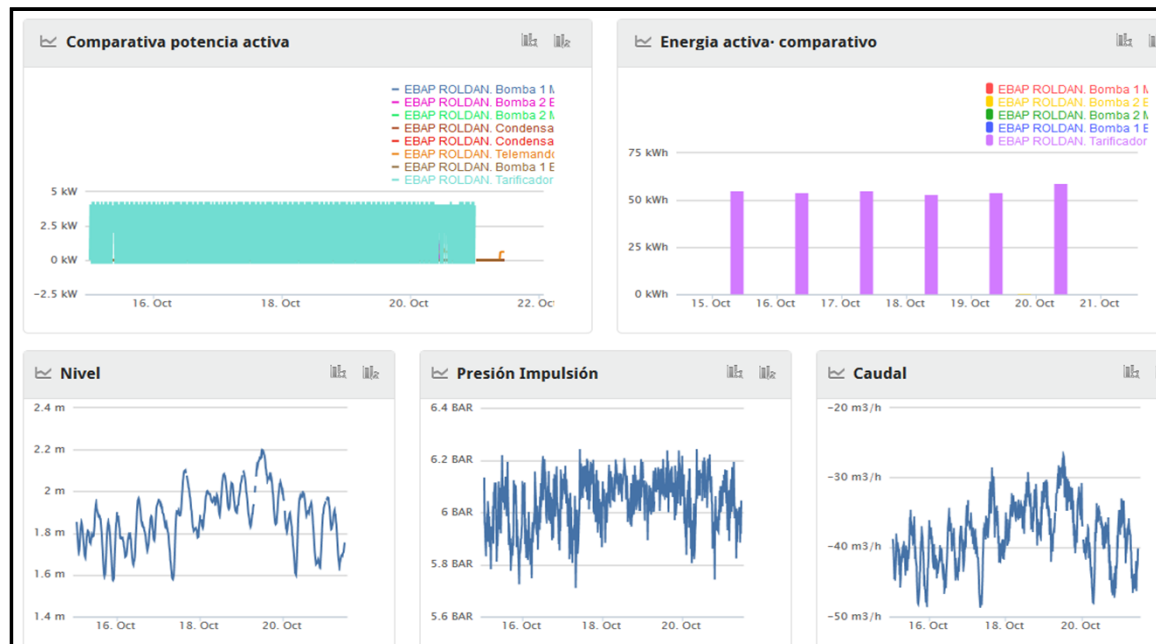 Comparativa potencia activa
EBAP ROLDAN. Bomba 1 M
EBAP ROLDAN. Bomba 2 E
EBAP ROLDAN. Bomba 2 M
EBAP ROLDAN. Condensa
EBAP ROLDAN. Condensa
EBAP ROLDAN. Telemando
EBAP ROLDAN. Bomba 1 E
EBAP ROLDAN. Tarificador
5 kW
2.5 kW
0 kW
−2.5 kW
16. Oct 18. Oct 20. Oct 22. Oc
Energia activa· comparativo
EBAP ROLDAN. Bomba 1 M
EBAP ROLDAN. Bomba 2 E
EBAP ROLDAN. Bomba 2 M
EBAP ROLDAN. Bomba 1 E
EBAP ROLDAN. Tarificador
75 kWh
50 kWh
25 kWh
0 kWh
15. Oct 16. Oct 17. Oct 18. Oct 19. Oct 20. Oct 21. Oct
Nivel
2.4 m
2.2 m
2 m
1.8 m
1.6 m
1.4 m
16. Oct 18. Oct 20. Oct
Presión Impulsión
6.4 BAR
6.2 BAR
6 BAR
5.8 BAR
5.6 BAR
16. Oct 18. Oct 20. Oct
Caudal
−20 m3/h
−30 m3/h
−40 m3/h
−50 m3/h
16. Oct 18. Oct 20. Oct